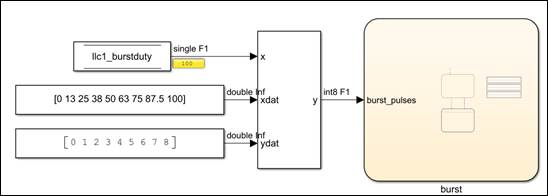 llc1_burstduty
single F1
100
x
[0 13 25 38 50 63 75 87.5 100]
double Inf
xdat
y
int8 F1
burst_pulses
[ 0 1 2 3 4 5 6 7 8 ]
double Inf
ydat
burst